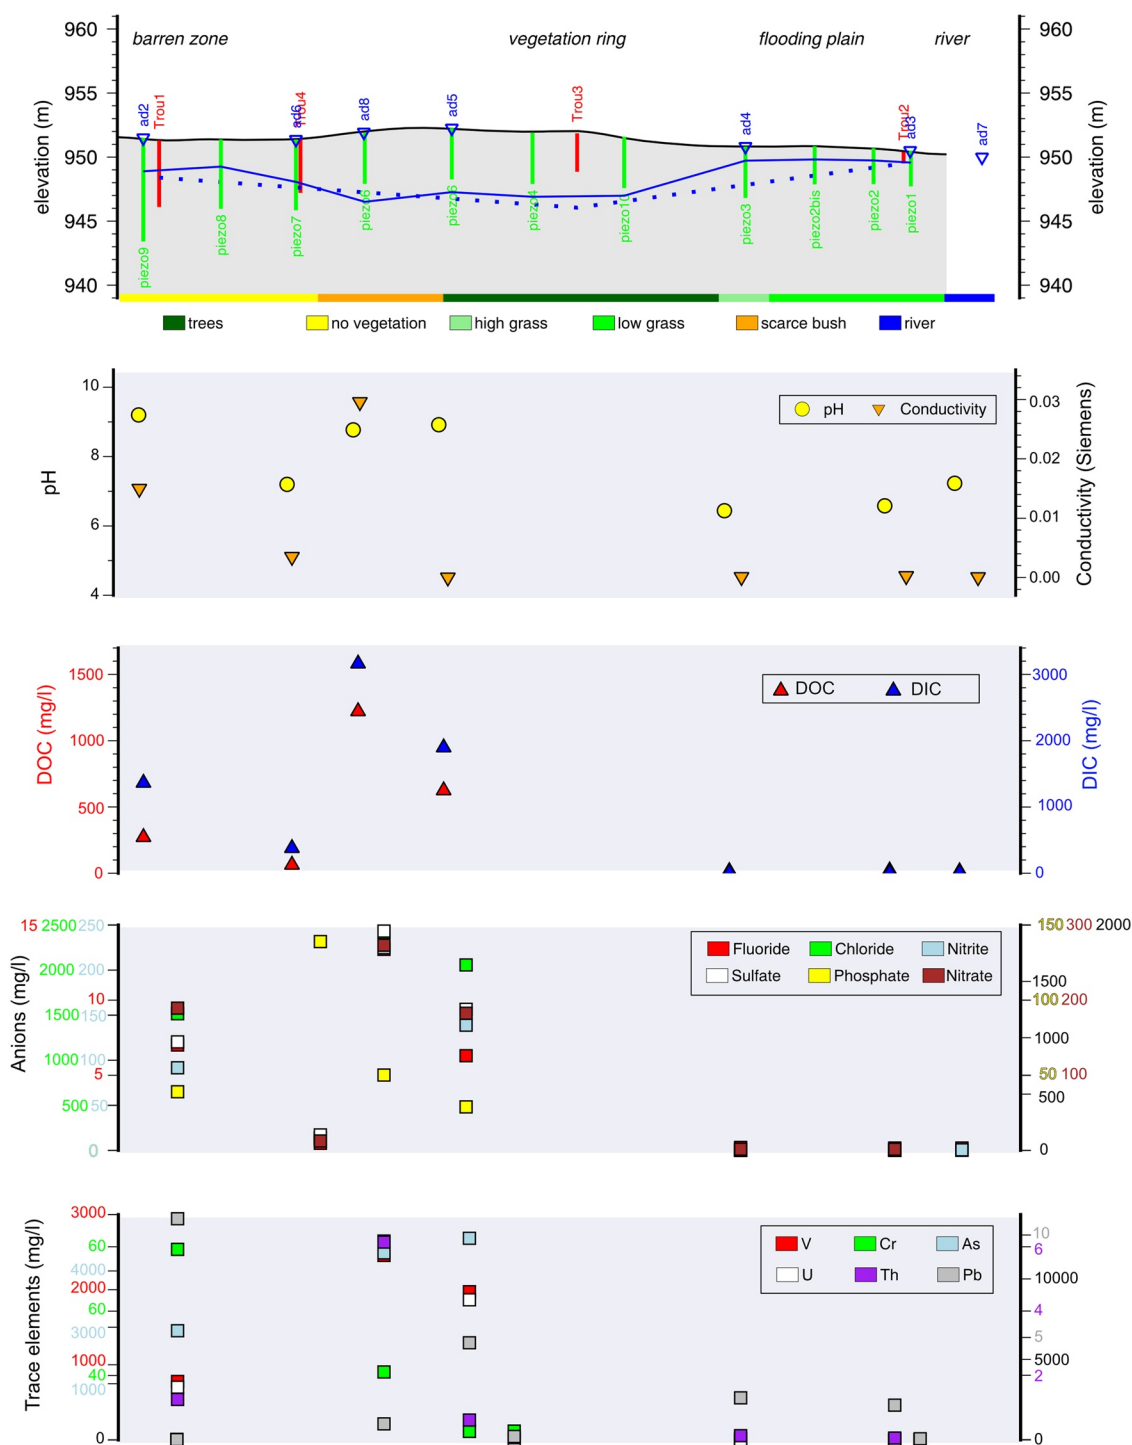 barren zone vegetation ring flooding plain river
960 960
955 955
950 950
945 945
940 940
elevation (m) elevation (m)
ad2 Trou1 ad6 Trou4 ad8 ad5 Trou3 ad4 Trou2 ad3 ad7
piezo9 piezo8 piezo7 piezo6 piezo5 piezo4 piezo10 piezo3 piezo2bis piezo2 piezo1
trees no vegetation high grass low grass scarce bush river
10
8
6
4
pH
pH Conductivity
0.03
0.02
0.01
0.00
Conductivity (Siemens)
1500 3000
1000 2000
500 1000
0 0
DOC (mg/l) DIC (mg/l)
DOC DIC
15 2500 250 150 300 2000
2000 200
1500
10 100 200
1500 150
1000
1000 100
5 50 100
500
500 50
0 0
Anions (mg/l)
Fluoride Chloride Nitrite
Sulfate Phosphate Nitrate
3000
10
60 6
4000
10000
2000
60 4
3000 5
1000 5000
40 2
1000
0 0
Trace elements (mg/l)
V Cr As
U Th Pb